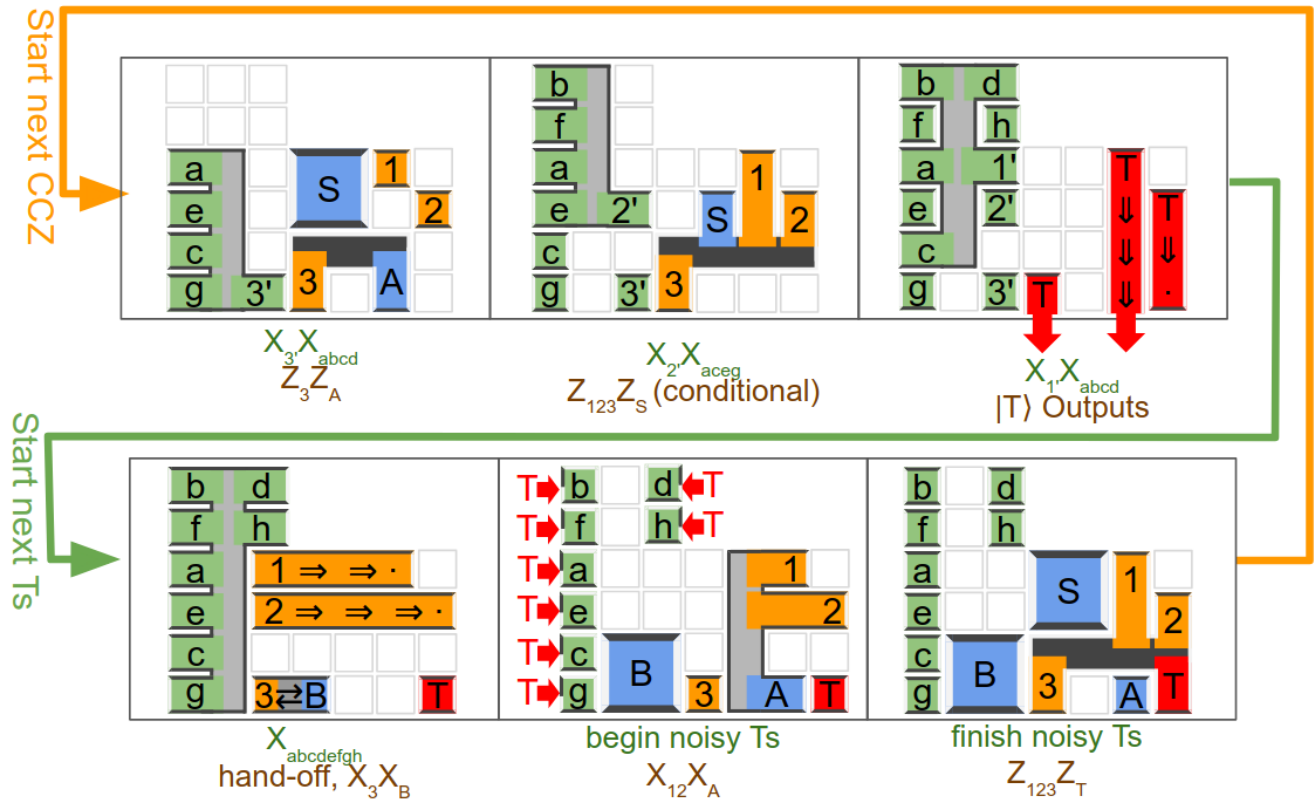 Start next CCZ
b b d
f f h
a S 1 a 1 a 1' T T
e 2 e 2' S 2 e 2' ⇓ ⇓
c c c ⇓ ·
g 3' 3 A g 3' 3 g 3' T ⇓
X3'Xabcd X2'Xaceg X1'Xabcd
Z3ZA Z123ZS (conditional) |T⟩ Outputs
Start next Ts
b d T b d T b d
f h T f h T f h
a 1 ⇒ ⇒ · T a 1 a S 1
e 2 ⇒ ⇒ ⇒ · T e 2 e 2
c T c B c B
g 3⇄B T T g 3 A T g 3 A T
Xabcdefgh begin noisy Ts finish noisy Ts
hand-off, X3XB X12XA Z123ZT